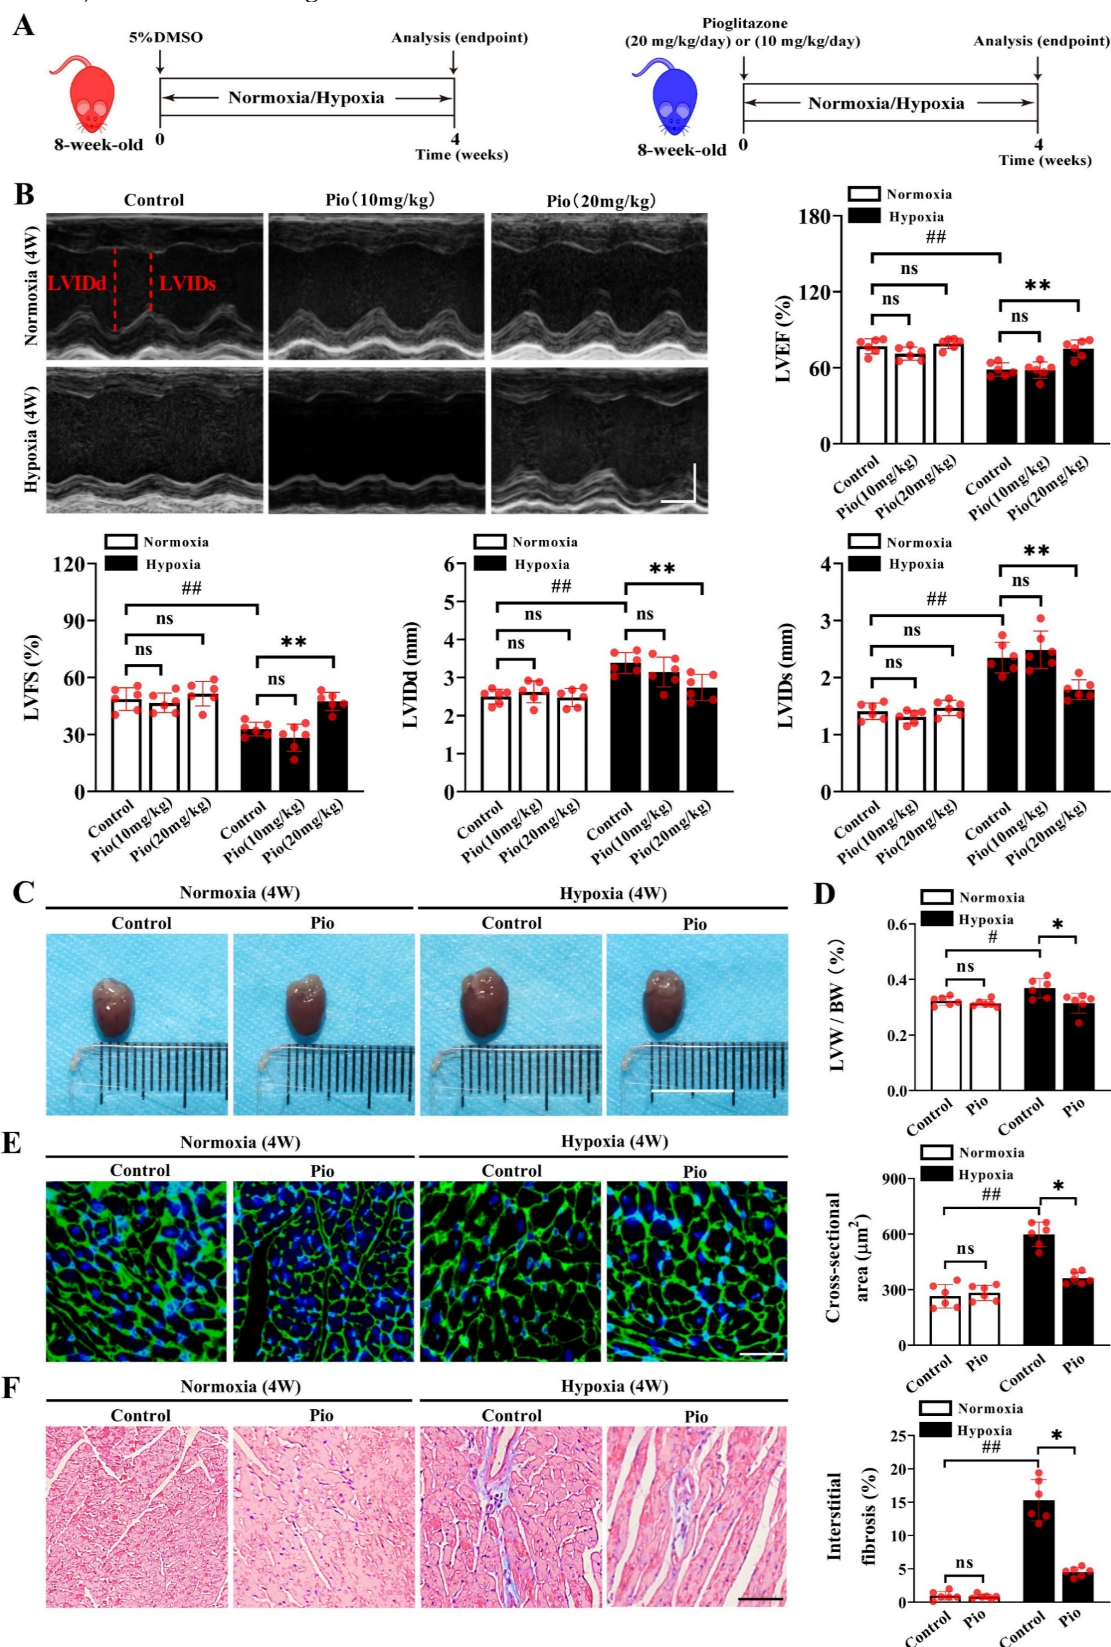 A
5%DMSO
Analysis (endpoint)
Normoxia/Hypoxia
8-week-old
0
4
Time (weeks)
Pioglitazone
(20 mg/kg/day) or (10 mg/kg/day)
Analysis (endpoint)
Normoxia/Hypoxia
8-week-old
0
4
Time (weeks)
B
Control
Pio(10mg/kg)
Pio(20mg/kg)
Normoxia (4W)
LVIDd
LVIDs
Hypoxia (4W)
Normoxia
Hypoxia
LVEF (%)
180
120
60
0
##
ns
ns
**
ns
Control
Pio(10mg/kg)
Pio(20mg/kg)
Control
Pio(10mg/kg)
Pio(20mg/kg)
Normoxia
Hypoxia
LVFS (%)
120
90
60
30
0
##
ns
ns
**
ns
Control
Pio(10mg/kg)
Pio(20mg/kg)
Control
Pio(10mg/kg)
Pio(20mg/kg)
Normoxia
Hypoxia
LVIDd (mm)
6
5
4
3
2
1
0
##
ns
ns
**
ns
Control
Pio(10mg/kg)
Pio(20mg/kg)
Control
Pio(10mg/kg)
Pio(20mg/kg)
Normoxia
Hypoxia
LVIDs (mm)
4
3
2
1
0
##
ns
ns
**
ns
Control
Pio(10mg/kg)
Pio(20mg/kg)
Control
Pio(10mg/kg)
Pio(20mg/kg)
C
Normoxia (4W)
Hypoxia (4W)
Control
Pio
Control
Pio
D
Normoxia
Hypoxia
LVW / BW (%)
0.6
0.4
0.2
0.0
#
ns
*
Control
Pio
Control
Pio
E
Normoxia (4W)
Hypoxia (4W)
Control
Pio
Control
Pio
Normoxia
Hypoxia
Cross-sectional
area (μm²)
900
600
300
0
##
ns
*
Control
Pio
Control
Pio
F
Normoxia (4W)
Hypoxia (4W)
Control
Pio
Control
Pio
Normoxia
Hypoxia
Interstitial
fibrosis (%)
25
20
15
10
5
0
##
ns
*
Control
Pio
Control
Pio